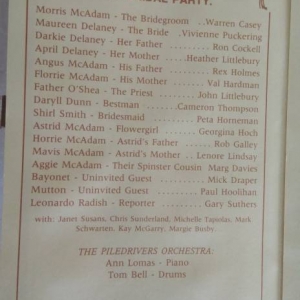 PARTY.
Morris McAdam - The Bridegroom . .Warren Casey
Maureen Delaney - The Bride .Vivienne Puckering
Darkie Delaney - Her Father . . . . . . . . Ron Cockell
April Delaney - Her Mother . . . .Heather Littlebury
Angus McAdam - His Father . . . . . . . Rex Holmes
Florrie McAdam - His Mother . . . . . . Val Hardman
Father O'Shea - The Priest . . . . . John Littlebury
Daryll Dunn - Bestman . . . . .Cameron Thompson
Shirl Smith - Bridesmaid . . . . . . Peta Hornesnan
Astrid McAdam - Flowergirl . . . . . Georgina Hoch
Horrie McAdam - Astrid's Father . . . . . Rob Galley
Mavis McAdam - Astrid's Mother . .Lenore Lindsay
Aggie McAdam - Their Spinster Cousin Marg Davies
Bayonet - Uninvited Guest . . . . . . . Mick Draper
Mutton - Uninvited Guest . . . . . . Paul Hoolihan
Leonardo Radish - Reporter . . . . . Gary Suthers
with: Janet Susans, Chris Sunderland, Michelle Mark
Schwarten, Kay McGarry, Margie Busby.
THE PILEDRIVERS ORCHESTRA:
Ann Lomas - Piano
Tom Bell - Drums